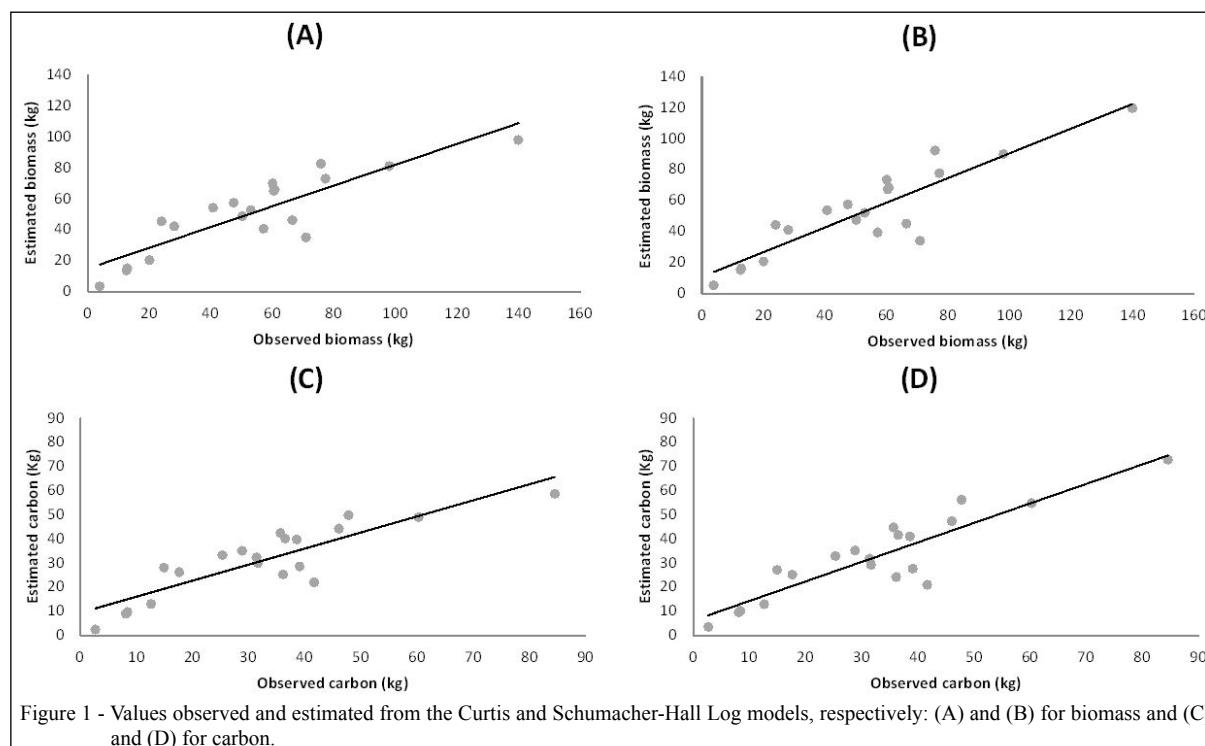 (A)
140
120
100
80
60
40
20
0
Estimated biomass (kg)
0 20 40 60 80 100 120 140 160
Observed biomass (kg)
(B)
140
120
100
80
60
40
20
0
Estimated biomass (kg)
0 20 40 60 80 100 120 140 160
Observed biomass (kg)
(C)
90
80
70
60
50
40
30
20
10
0
Estimated carbon (Kg)
0 10 20 30 40 50 60 70 80 90
Observed carbon (kg)
(D)
90
80
70
60
50
40
30
20
10
0
Estimated carbon (Kg)
0 10 20 30 40 50 60 70 80 90
Observed carbon (kg)
Figure 1 - Values observed and estimated from the Curtis and Schumacher-Hall Log models, respectively: (A) and (B) for biomass and (C)
and (D) for carbon.